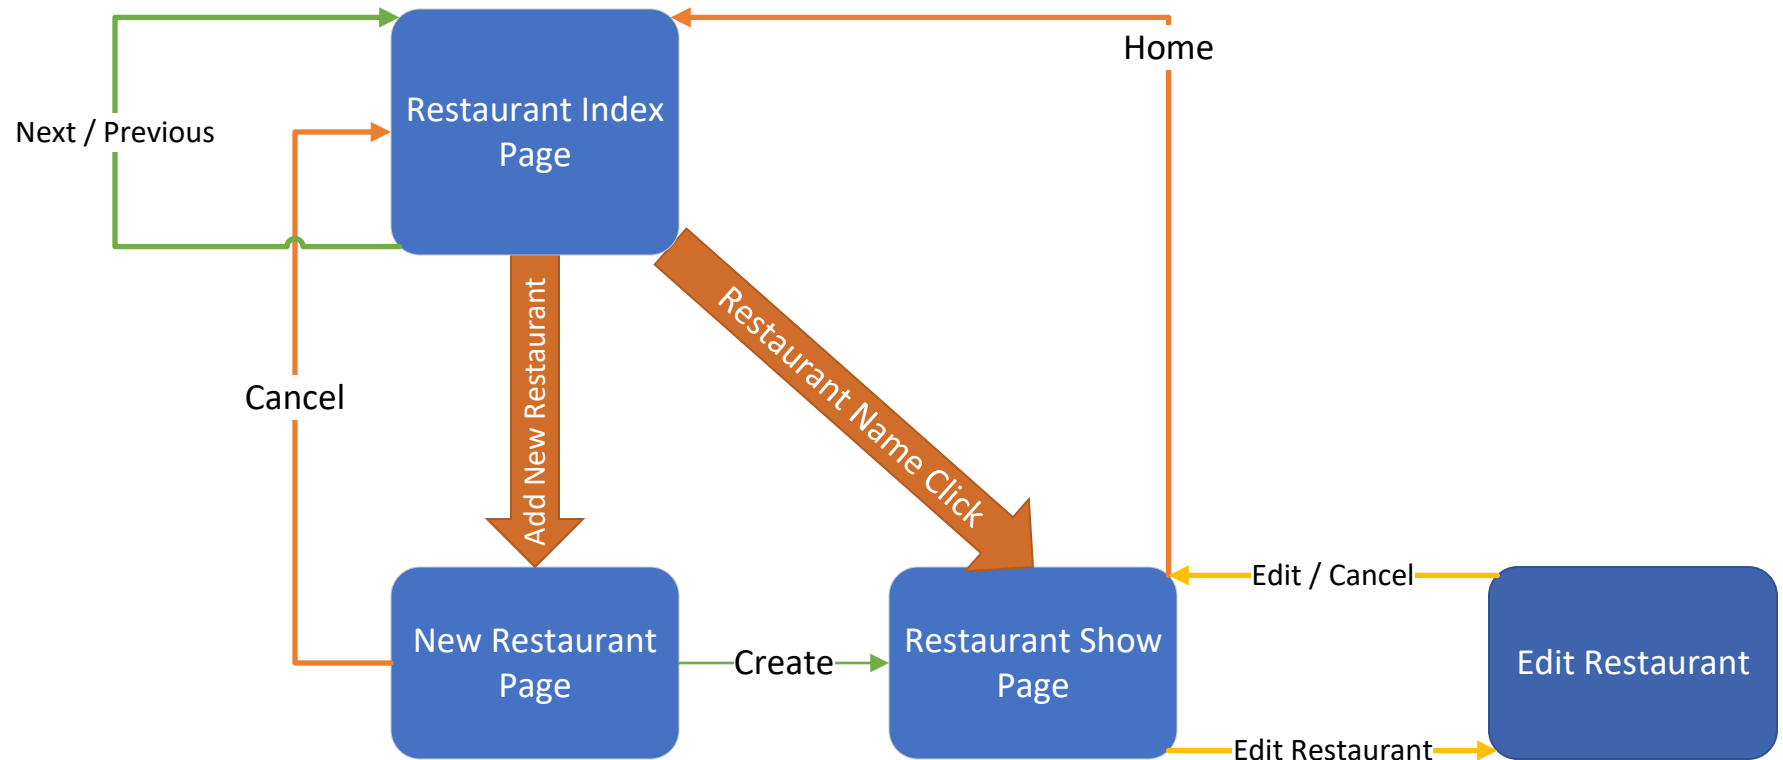 Home
Restaurant Index
Page
Next / Previous
Add New Restaurant
Restaurant Name Click
Cancel
Edit / Cancel
New Restaurant
Page
Create
Restaurant Show
Page
Edit Restaurant
Edit Restaurant